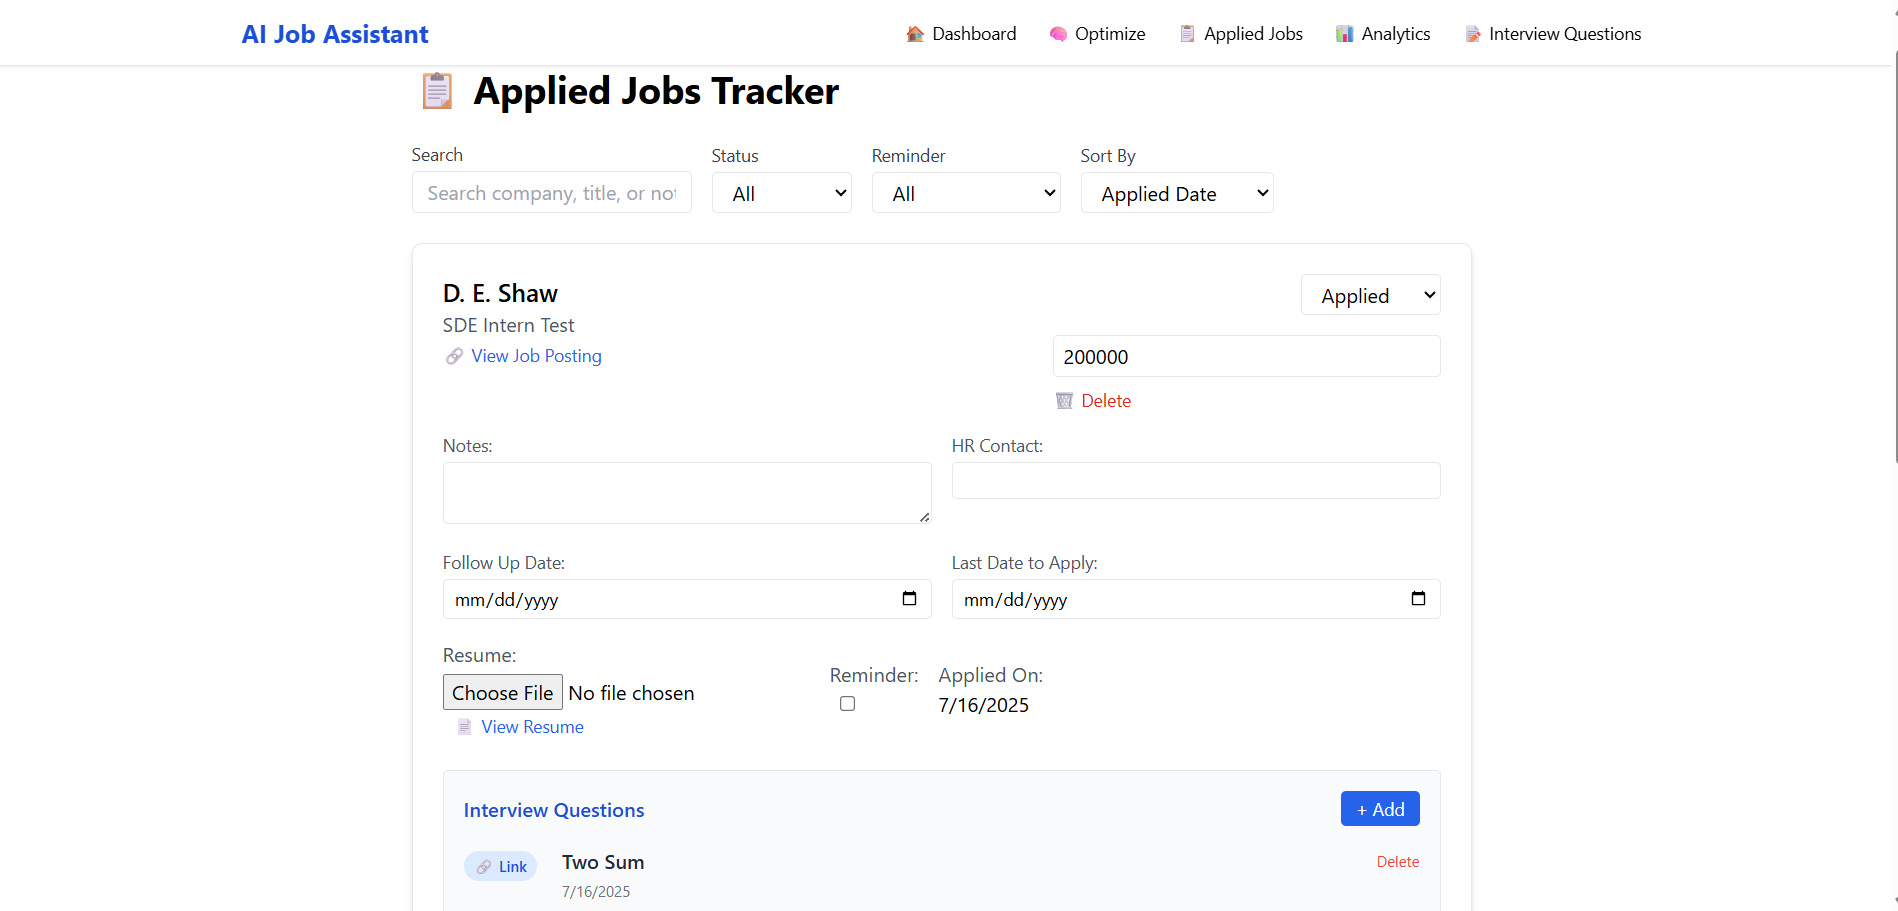 AI Job Assistant
Dashboard Optimize Applied Jobs Analytics Interview Questions
Applied Jobs Tracker
Search Status Reminder Sort By
Search company, title, or not All All Applied Date
D. E. Shaw Applied
SDE Intern Test
View Job Posting 200000
Delete
Notes: HR Contact:
Follow Up Date: Last Date to Apply:
mm/dd/yyyy mm/dd/yyyy
Resume: Reminder: Applied On:
Choose File No file chosen 7/16/2025
View Resume
Interview Questions + Add
Link Two Sum Delete
7/16/2025